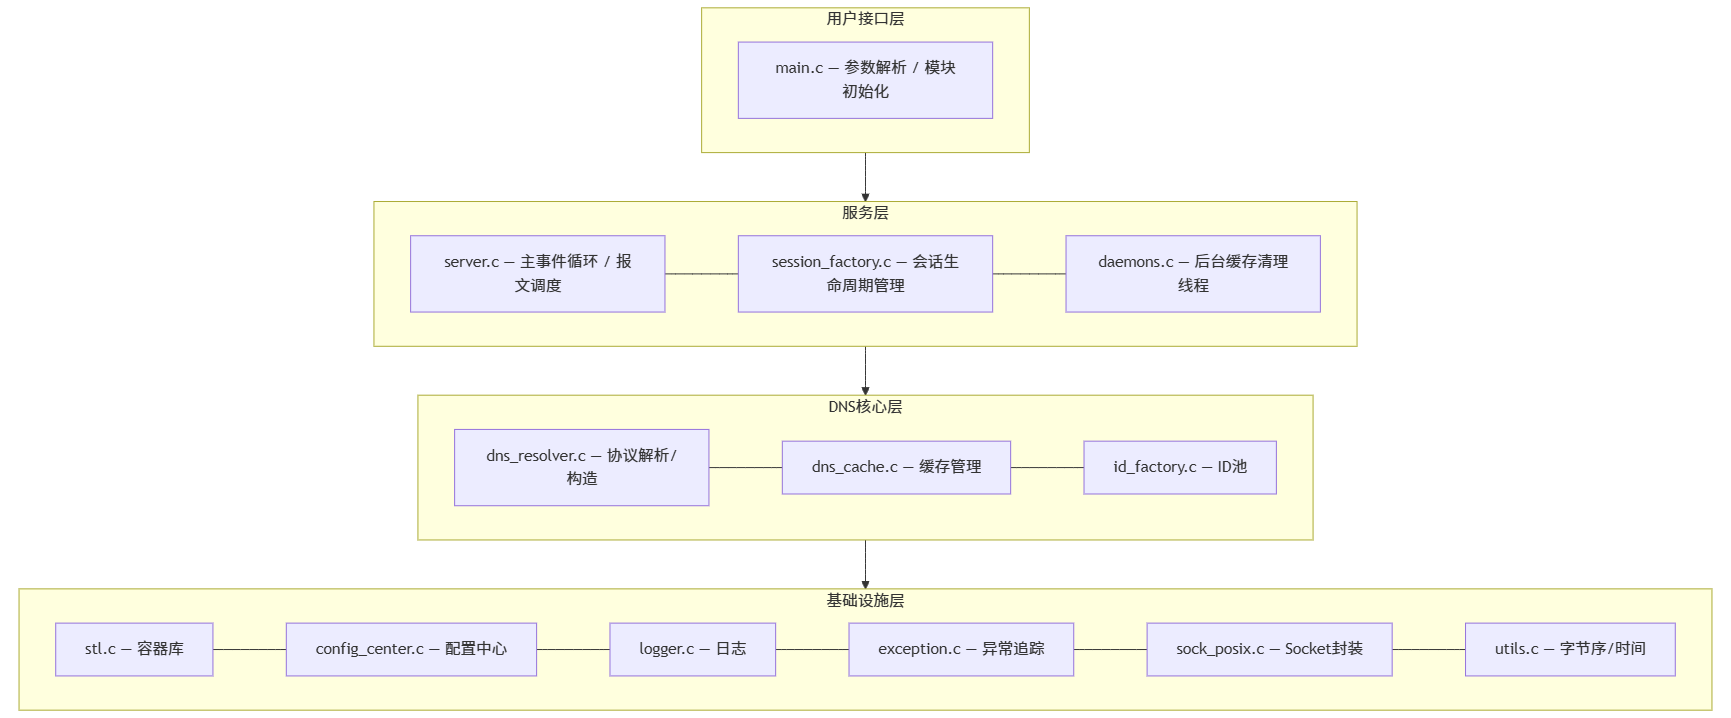 用户接口层
main.c — 参数解析 / 模块
初始化
服务层
server.c — 主事件循环 / 报
文调度
session_factory.c — 会话生
命周期管理
daemons.c — 后台缓存清理
线程
DNS核心层
dns_resolver.c — 协议解析/
构造
dns_cache.c — 缓存管理
id_factory.c — ID池
基础设施层
stl.c — 容器库
config_center.c — 配置中心
logger.c — 日志
exception.c — 异常追踪
sock_posix.c — Socket封装
utils.c — 字节序/时间